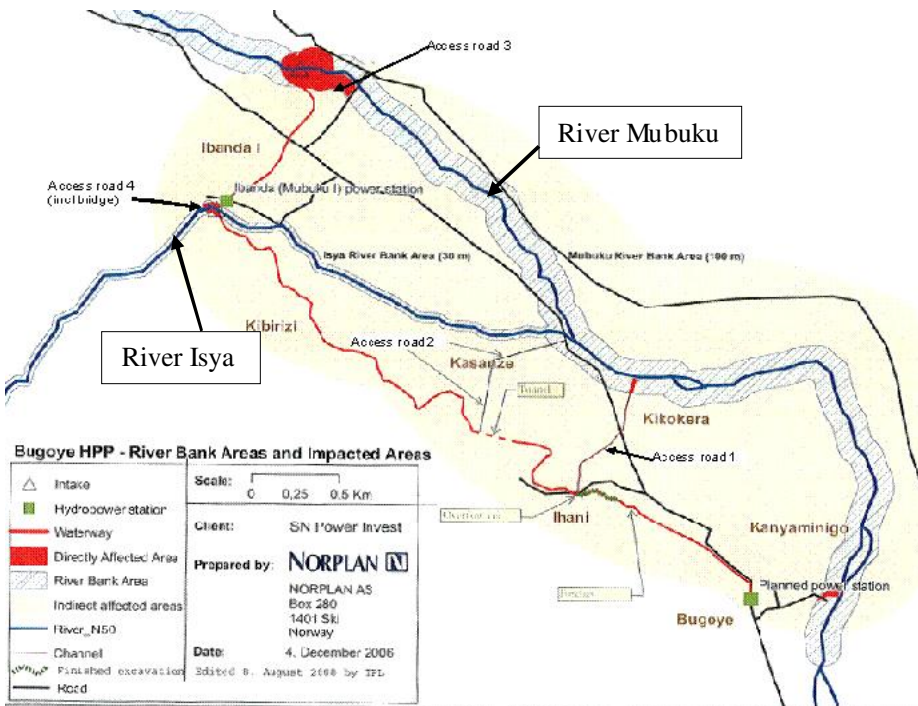 Access road 3
River Mubuku
Ibanda I
Access road 4
(incl bridge)
Ibanda (Mubuku I) power station
Isya River Bank Area (30 m)
Mubuku River Bank Area (100 m)
Kibirizi
River Isya
Access road 2
Kasanze
Tunnel
Kikokera
Access road 1
Ihani
Kanyaminigo
Planned power station
Bugoye
Bugoye HPP - River Bank Areas and Impacted Areas
Intake
Hydropower station
Waterway
Directly Affected Area
River Bank Area
Indirect affected areas
River_N50
Channel
Finished excavation
Road
Scale:
0 0,25 0.5 Km
Client: SN Power Invest
Prepared by: NORPLAN N
NORPLAN AS
Box 280
1401 Ski
Norway
Date: 4. December 2006
Edited 8. August 2008 by TFL